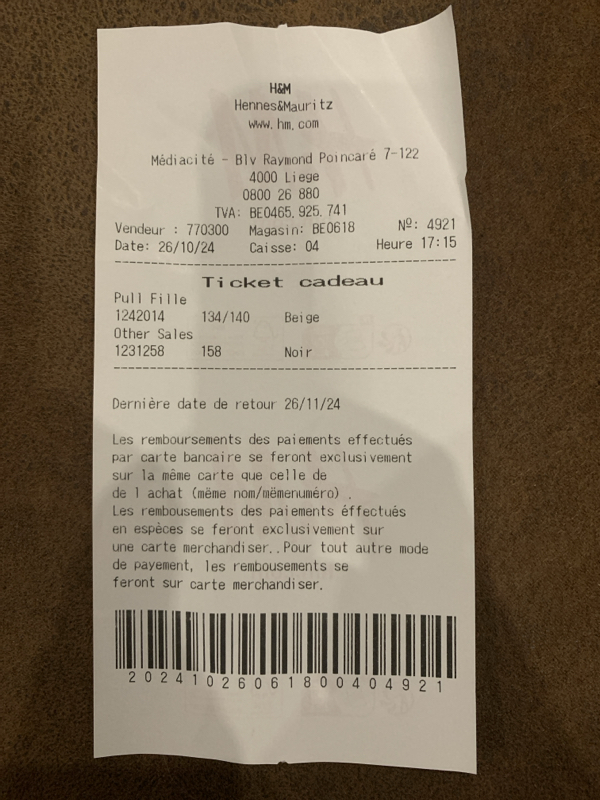 H&M
Hennes&Mauritz
www.hm.com
Médiacité - Blv Raymond Poincaré 7-122
4000 Liege
0800 26 880
TVA: BE0465.925.741
Vendeur : 770300 Magasin: BE0618 Nº: 4921
Date: 26/10/24 Caisse: 04 Heure 17:15
Ticket cadeau
Pull Fille
1242014 134/140 Beige
Other Sales
1231258 158 Noir
Dernière date de retour 26/11/24
Les remboursements des paiements effectués
par carte bancaire se feront exclusivement
sur la même carte que celle de
de l achat (même nom/mëmenuméro) .
Les rembousements des paiements éffectués
en espèces se feront exclusivement sur
une carte merchandiser..Pour tout autre mode
de payement, les rembousements se
feront sur carte merchandiser.
20241026061800404921